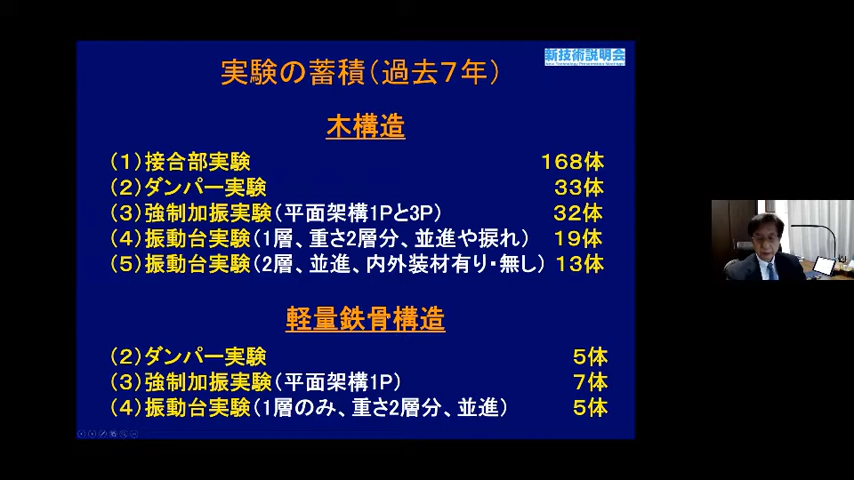 新技術説明会
New Technology Presentation Meetings
実験の蓄積（過去７年）
木構造
（１）接合部実験 168体
（２）ダンパー実験 33体
（３）強制加振実験（平面架構1Pと3P） 32体
（４）振動台実験（1層、重さ2層分、並進や捩れ） 19体
（５）振動台実験（2層、並進、内外装材有り・無し） 13体
軽量鉄骨構造
（２）ダンパー実験 5体
（３）強制加振実験（平面架構1P） 7体
（４）振動台実験（1層のみ、重さ2層分、並進） 5体